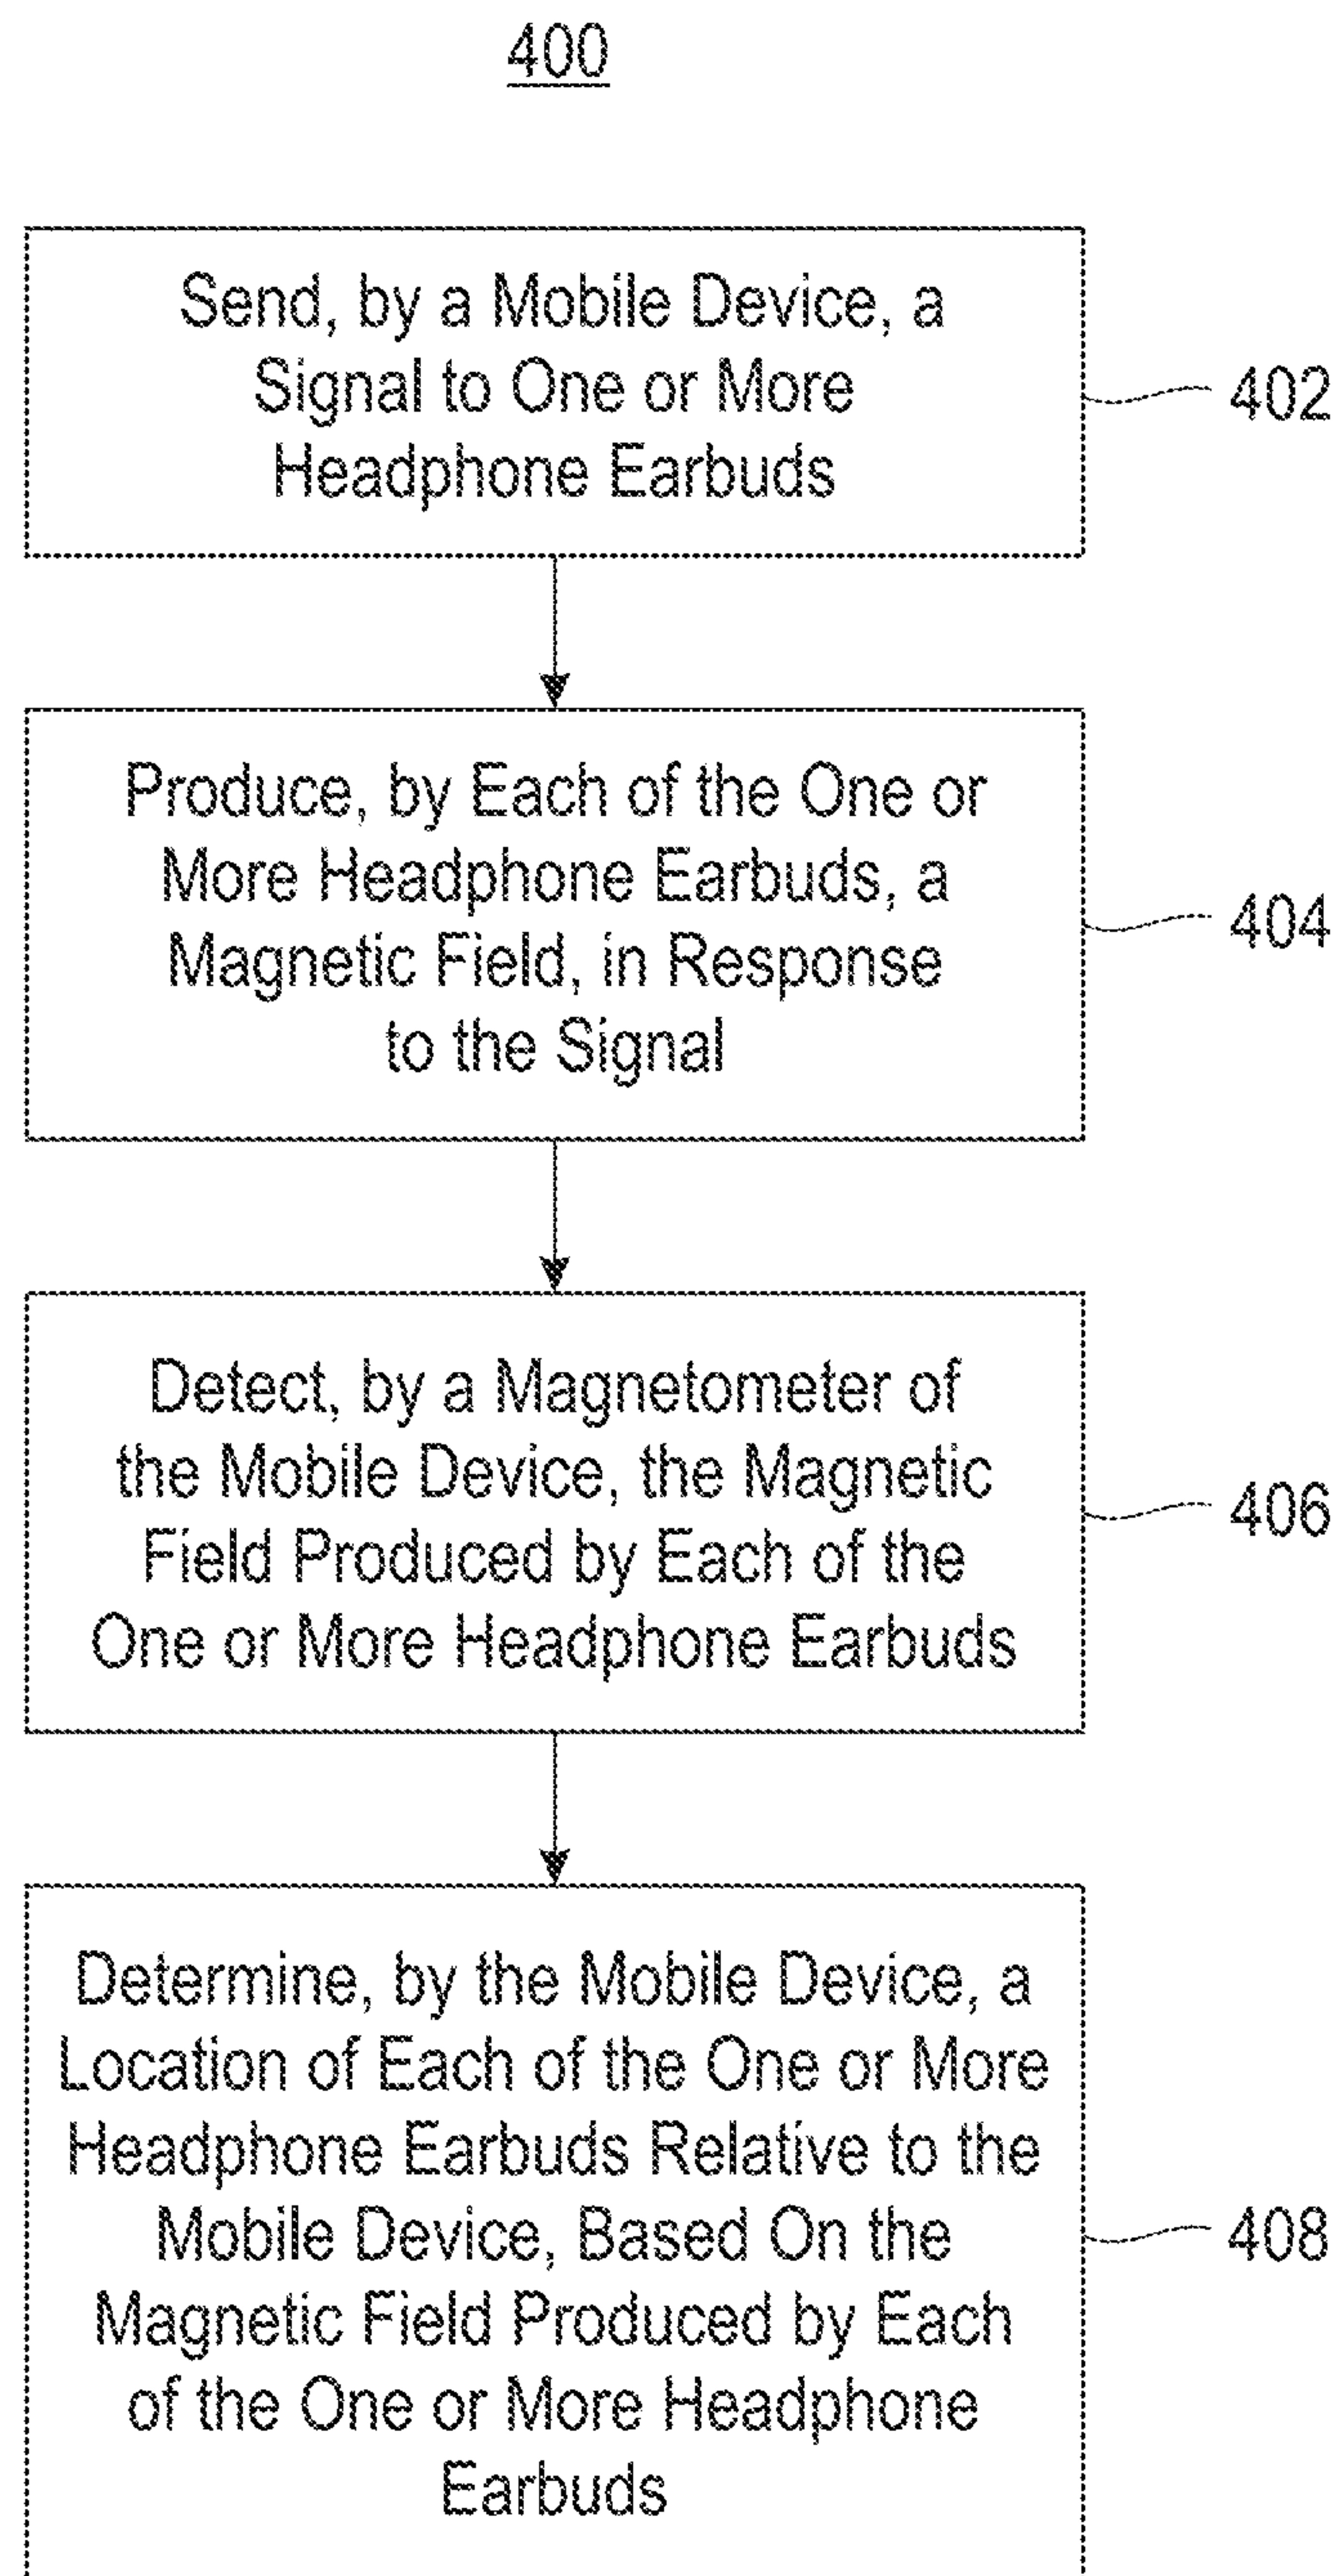 400
Send, by a Mobile Device, a
Signal to One or More
Headphone Earbuds
402
Produce, by Each of the One or
More Headphone Earbuds, a
Magnetic Field, in Response
to the Signal
404
Detect, by a Magnetometer of
the Mobile Device, the Magnetic
Field Produced by Each of the
One or More Headphone Earbuds
406
Determine, by the Mobile Device, a
Location of Each of the One or More
Headphone Earbuds Relative to the
Mobile Device, Based On the
Magnetic Field Produced by Each
of the One or More Headphone
Earbuds
408